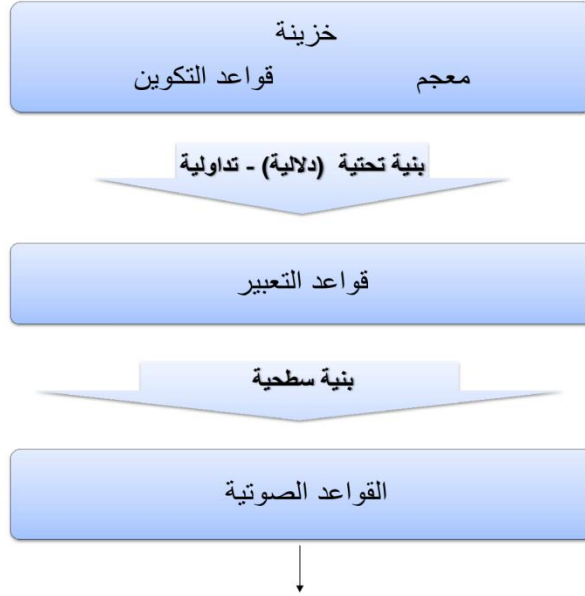 خزينة
معجم قواعد التكوين
بنية تحتية (دلالية) - تداولية
قواعد التعبير
بنية سطحية
القواعد الصوتية